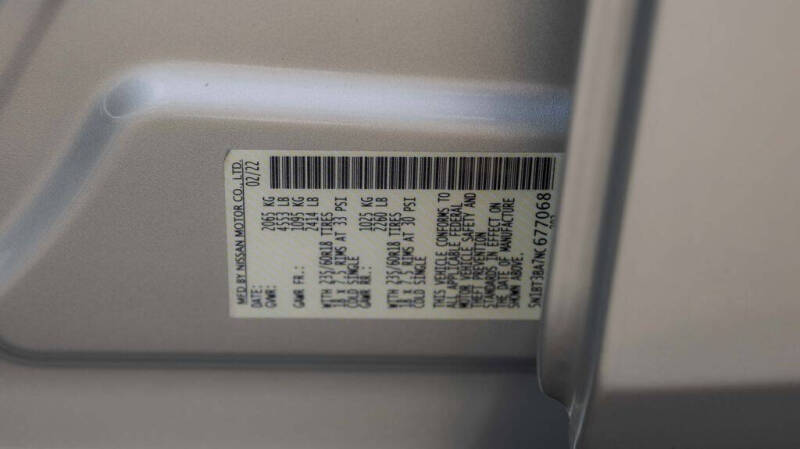 MFD BY NISSAN MOTOR CO., LTD.
DATE: 02/22
GVWR: 2065 KG
4553 LB
GAWR FR.: 1095 KG
2414 LB
WITH 235/60R18 TIRES
18 X 7.5 RIMS AT 33 PSI
COLD SINGLE
GAWR RR.: 1025 KG
2260 LB
WITH 235/60R18 TIRES
18 X 7.5 RIMS AT 30 PSI
COLD SINGLE
THIS VEHICLE CONFORMS TO
ALL APPLICABLE FEDERAL
MOTOR VEHICLE SAFETY AND
THEFT PREVENTION
STANDARDS IN EFFECT ON
THE DATE OF MANUFACTURE
SHOWN ABOVE.
5N1BT3BA7NC677068